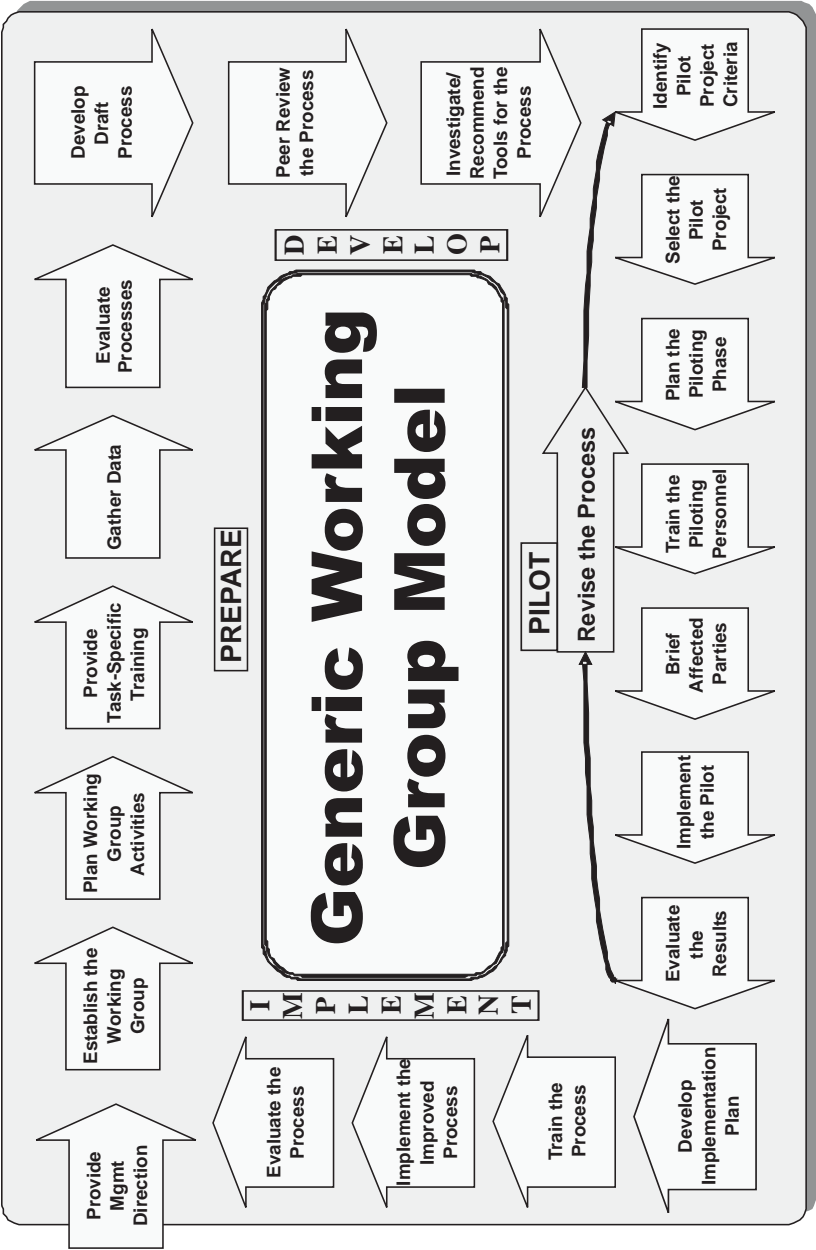 Provide
Mgmt
Direction
Establish the
Working
Group
Plan Working
Group
Activities
Provide
Task-Specific
Training
Gather Data
Evaluate
Processes
Develop
Draft
Process
PREPARE
Peer Review
the Process
Investigate/
Recommend
Tools for the
Process
DEVELOP
Generic Working
Group Model
IMPLEMENT
PILOT
Revise the Process
Identify
Pilot
Project
Criteria
Select the
Pilot
Project
Plan the
Piloting
Phase
Train the
Piloting
Personnel
Brief
Affected
Parties
Implement
the Pilot
Evaluate
the
Results
Develop
Implementation
Plan
Train the
Process
Implement the
Improved
Process
Evaluate the
Process